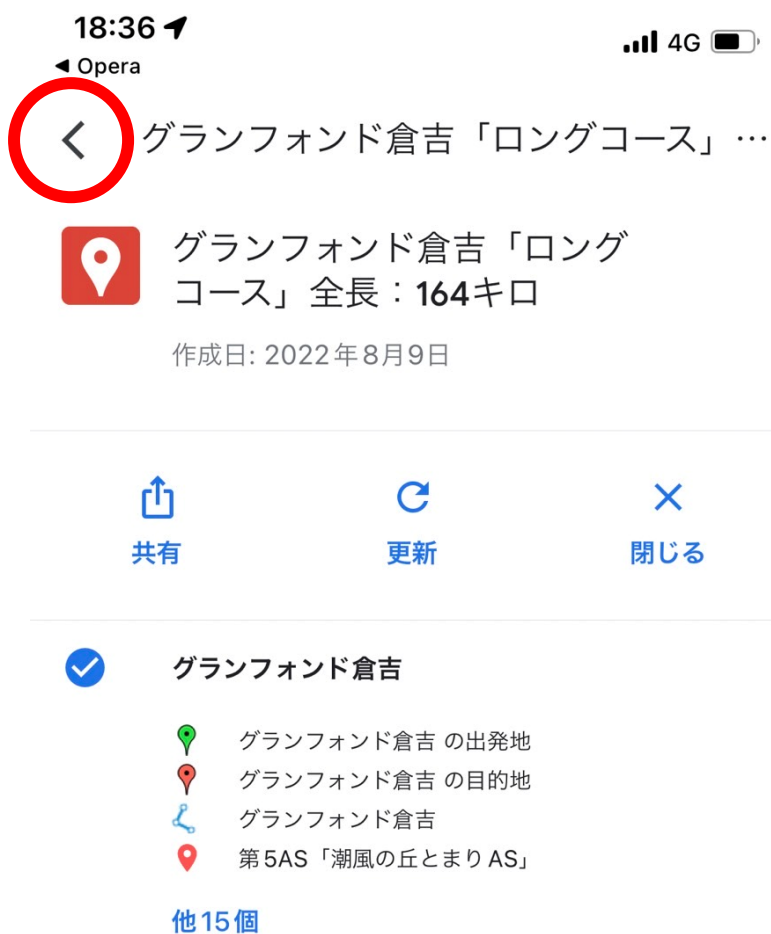 18:36
4G
◀ Opera
グランフォンド倉吉「ロングコース」…
グランフォンド倉吉「ロング
コース」全長：164キロ
作成日: 2022年8月9日
共有
更新
閉じる
グランフォンド倉吉
グランフォンド倉吉 の出発地
グランフォンド倉吉 の目的地
グランフォンド倉吉
第5AS「潮風の丘とまりAS」
他15個